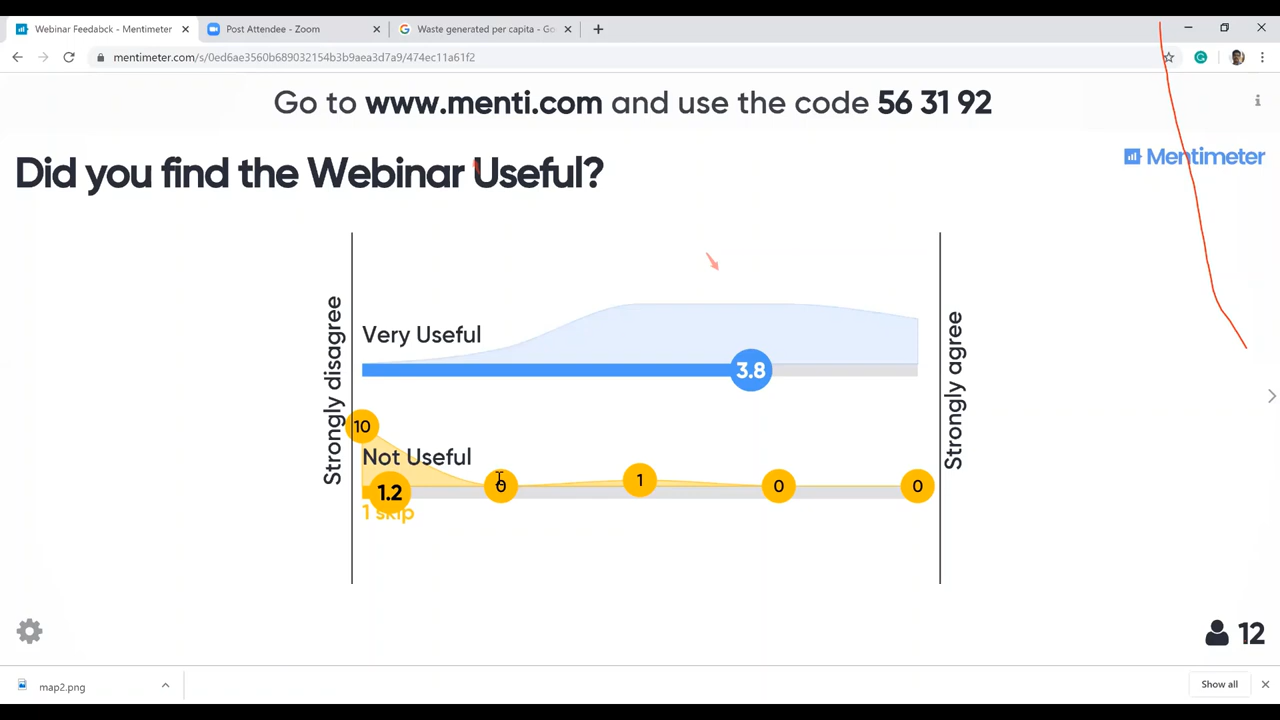 Webinar Feedabck - Mentimeter
Post Attendee - Zoom
Waste generated per capita - Go
mentimeter.com/s/0ed6ae3560b689032154b3b9aea3d7a9/474ec11a61f2
Go to www.menti.com and use the code 56 31 92
Did you find the Webinar Useful?
Mentimeter
Strongly disagree
Very Useful
3.8
10
Not Useful
1.2
0
1
0
0
1 skip
Strongly agree
12
map2.png
Show all